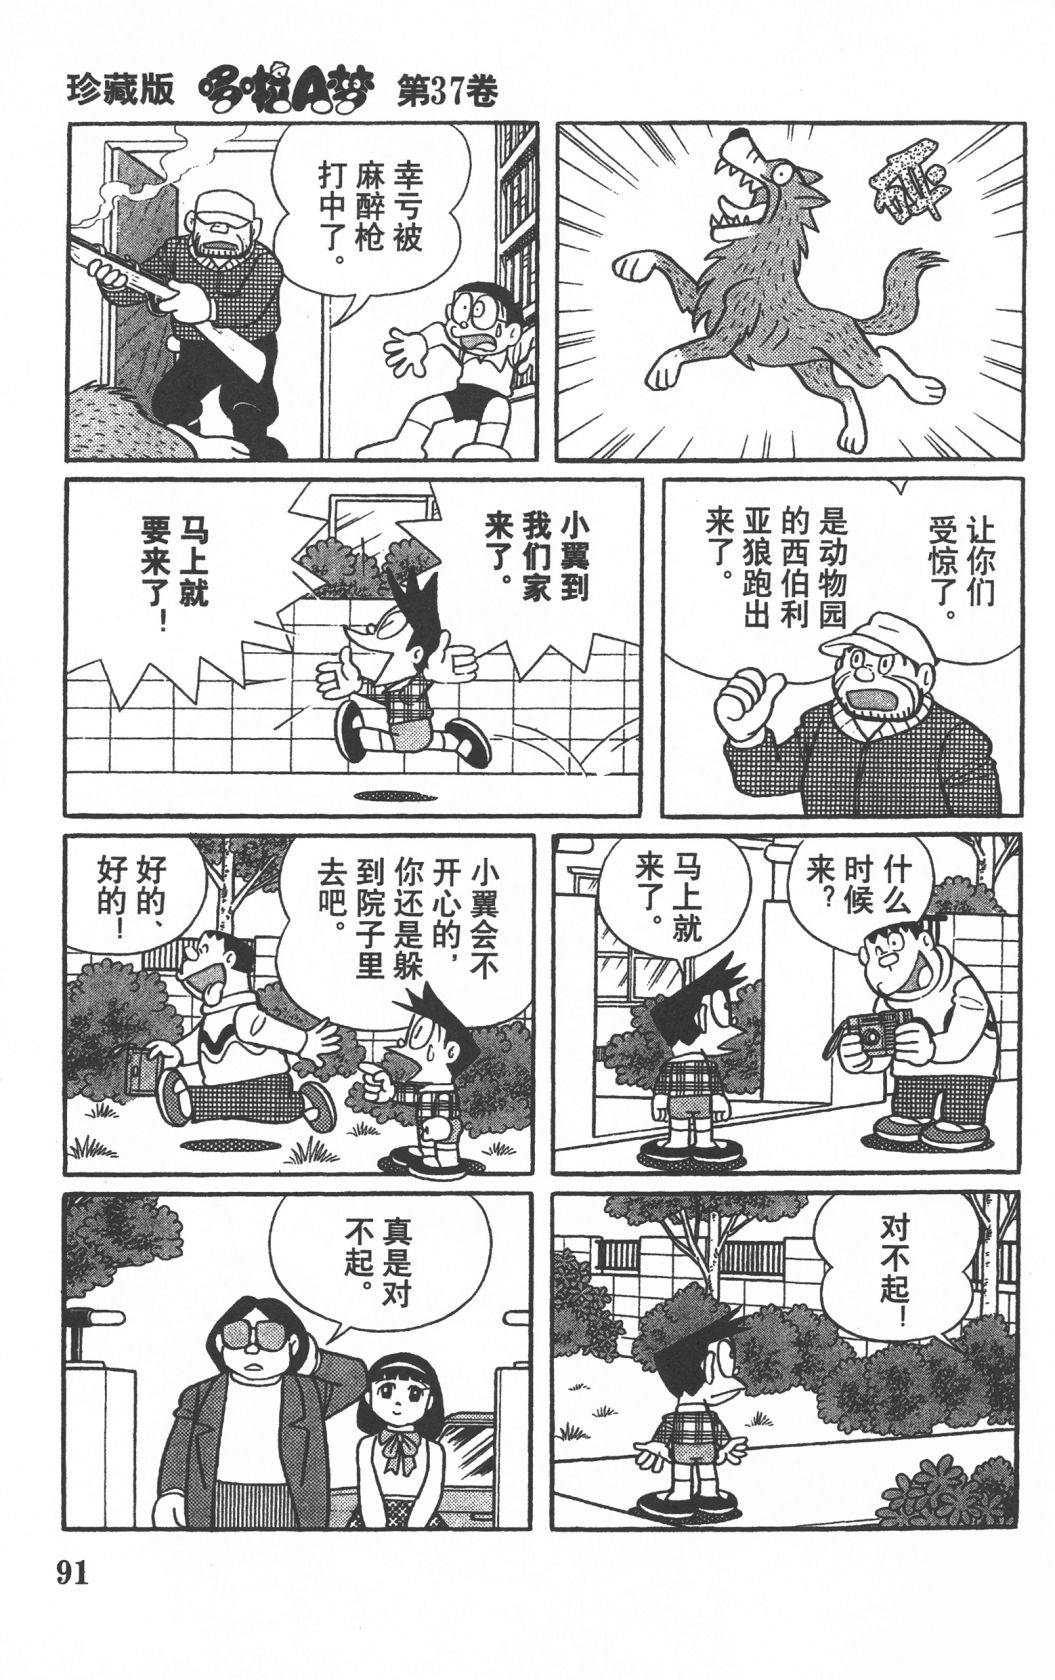 珍藏版 哆啦A梦 第37卷
砰
幸亏被
麻醉枪
打中了。
让你们
受惊了。
是动物园
的西伯利
亚狼跑出
来了。
小翼到
我们家
来了。
马上就
要来了！
什么
时候
来？
马上就
来了。
小翼会不
开心的，
你还是躲
到院子里
去吧。
好的、
好的！
对不起！
真是对
不起。
91